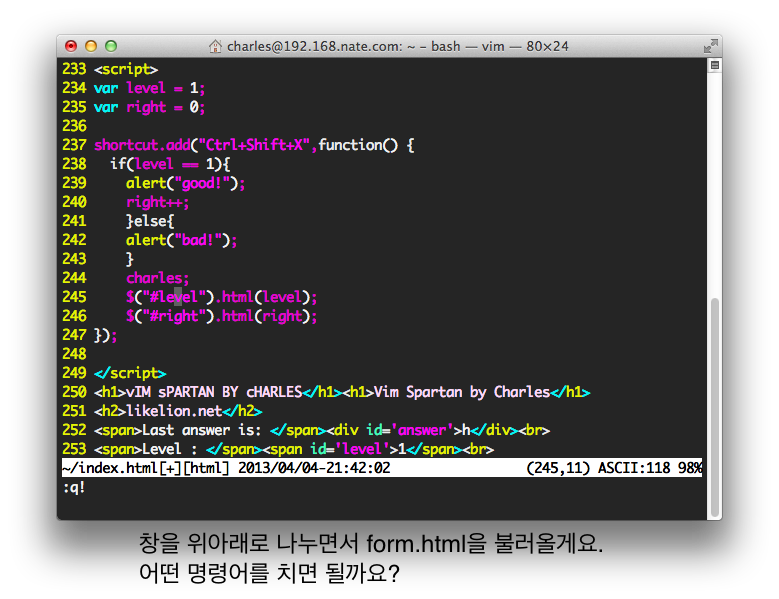 charles@192.168.nate.com: ~ – bash — vim — 80×24
233 <script>
234 var level = 1;
235 var right = 0;
236
237 shortcut.add("Ctrl+Shift+X",function() {
238   if(level == 1){
239     alert("good!");
240     right++;
241     }else{
242     alert("bad!");
243     }
244     charles;
245     $("#level").html(level);
246     $("#right").html(right);
247 });
248
249 </script>
250 <h1>vIM sPARTAN BY cHARLES</h1><h1>Vim Spartan by Charles</h1>
251 <h2>likelion.net</h2>
252 <span>Last answer is: </span><div id='answer'>h</div><br>
253 <span>Level : </span><span id='level'>1</span><br>
~/index.html[+][html] 2013/04/04-21:42:02 (245,11) ASCII:118 98%
:q!
창을 위아래로 나누면서 form.html을 불러올게요.
어떤 명령어를 치면 될까요?